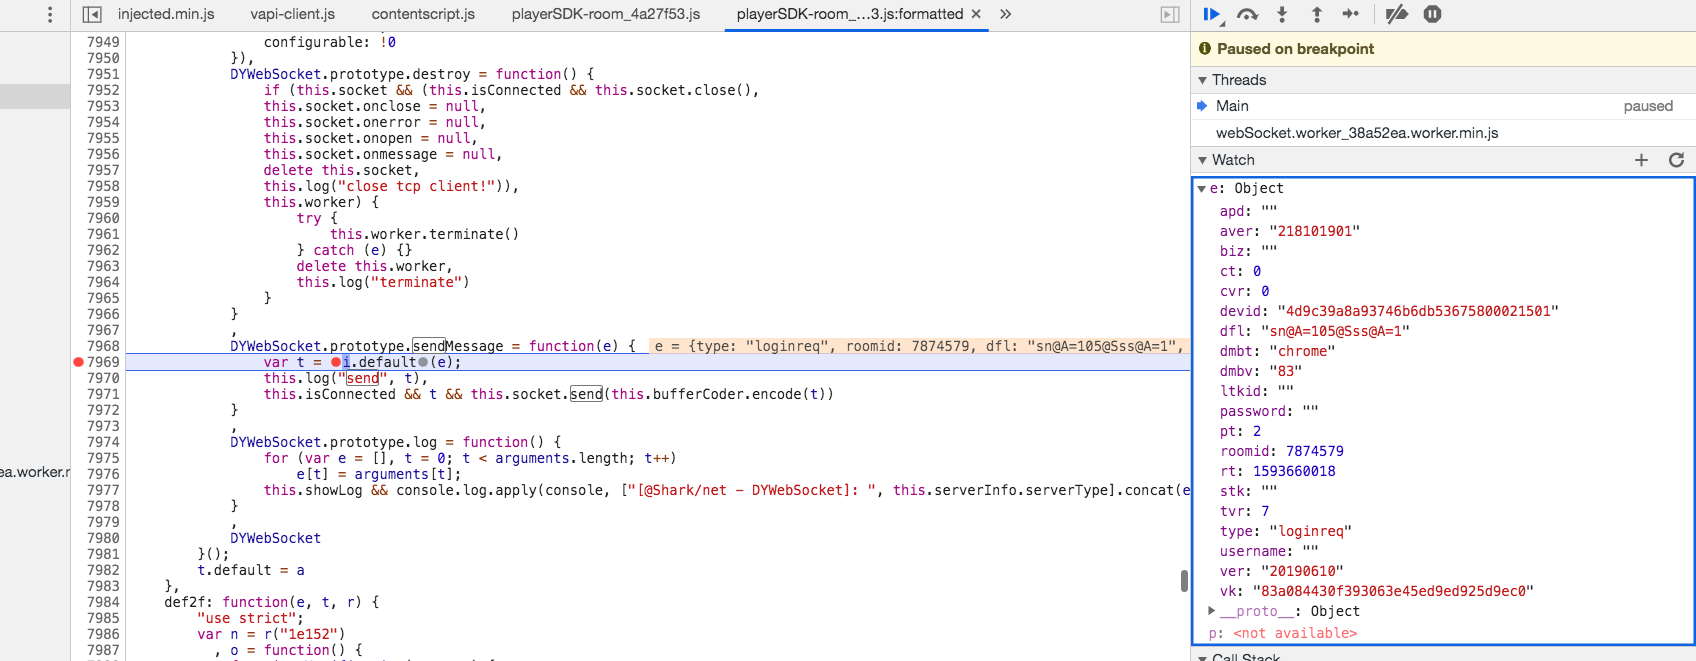 injected.min.js vapi-client.js contentscript.js playerSDK-room_4a27f53.js playerSDK-room_…3.js:formatted × »
7949 configurable: !0
7950 }),
7951 DYWebSocket.prototype.destroy = function() {
7952 if (this.socket && (this.isConnected && this.socket.close(),
7953 this.socket.onclose = null,
7954 this.socket.onerror = null,
7955 this.socket.onopen = null,
7956 this.socket.onmessage = null,
7957 delete this.socket,
7958 this.log("close tcp client!")),
7959 this.worker) {
7960 try {
7961 this.worker.terminate()
7962 } catch (e) {}
7963 delete this.worker,
7964 this.log("terminate")
7965 }
7966 }
7967 ,
7968 DYWebSocket.prototype.sendMessage = function(e) { e = {type: "loginreq", roomid: 7874579, dfl: "sn@A=105@Sss@A=1",
7969 var t = i.default(e);
7970 this.log("send", t),
7971 this.isConnected && t && this.socket.send(this.bufferCoder.encode(t))
7972 }
7973 ,
7974 DYWebSocket.prototype.log = function() {
7975 for (var e = [], t = 0; t < arguments.length; t++)
7976 e[t] = arguments[t];
7977 this.showLog && console.log.apply(console, ["[@Shark/net - DYWebSocket]: ", this.serverInfo.serverType].concat(e
7978 }
7979 ,
7980 DYWebSocket
7981 }();
7982 t.default = a
7983 },
7984 def2f: function(e, t, r) {
7985 "use strict";
7986 var n = r("1e152")
7987 , o = function() {
ea.worker.r
Paused on breakpoint
Threads
Main paused
webSocket.worker_38a52ea.worker.min.js
Watch
e: Object
apd: ""
aver: "218101901"
biz: ""
ct: 0
cvr: 0
devid: "4d9c39a8a93746b6db53675800021501"
dfl: "sn@A=105@Sss@A=1"
dmbt: "chrome"
dmbv: "83"
ltkid: ""
password: ""
pt: 2
roomid: 7874579
rt: 1593660018
stk: ""
tvr: 7
type: "loginreq"
username: ""
ver: "20190610"
vk: "83a084430f393063e45ed9ed925d9ec0"
__proto__: Object
p: <not available>
Call Stack